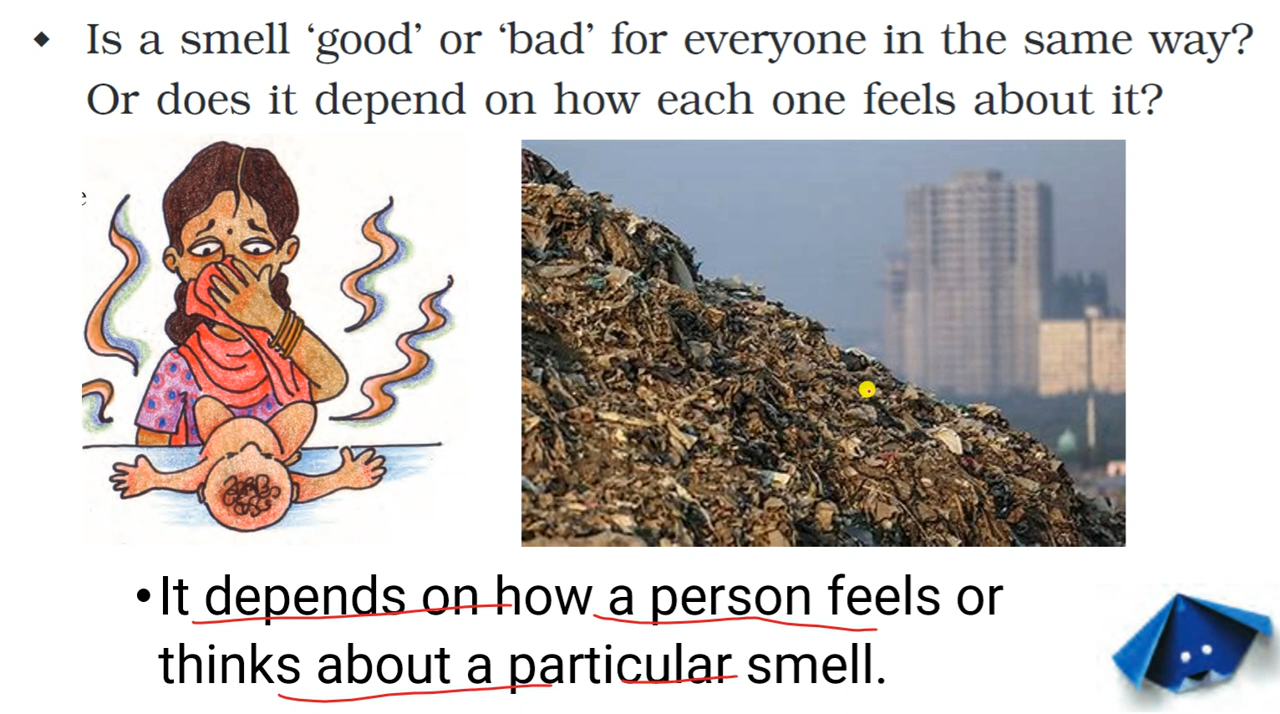 ◆ Is a smell ‘good’ or ‘bad’ for everyone in the same way?
Or does it depend on how each one feels about it?
e
•It depends on how a person feels or
thinks about a particular smell.